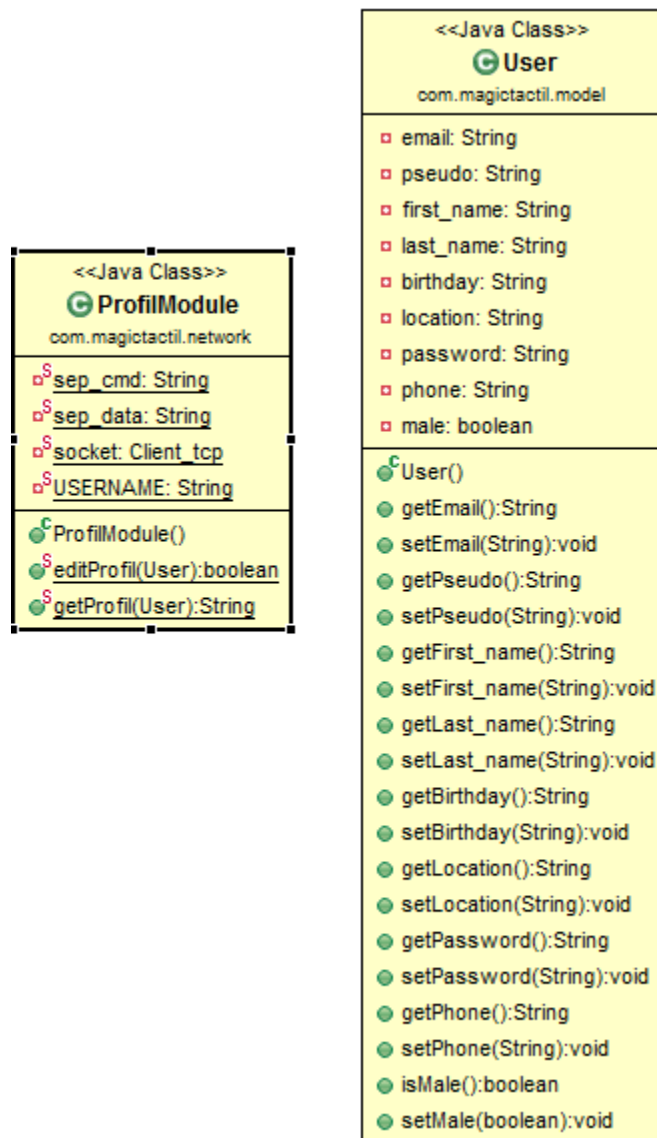 <<Java Class>>
C ProfilModule
com.magictactil.network
S sep_cmd: String
S sep_data: String
S socket: Client_tcp
S USERNAME: String
C ProfilModule()
S editProfil(User):boolean
S getProfil(User):String
<<Java Class>>
C User
com.magictactil.model
email: String
pseudo: String
first_name: String
last_name: String
birthday: String
location: String
password: String
phone: String
male: boolean
C User()
getEmail():String
setEmail(String):void
getPseudo():String
setPseudo(String):void
getFirst_name():String
setFirst_name(String):void
getLast_name():String
setLast_name(String):void
getBirthday():String
setBirthday(String):void
getLocation():String
setLocation(String):void
getPassword():String
setPassword(String):void
getPhone():String
setPhone(String):void
isMale():boolean
setMale(boolean):void